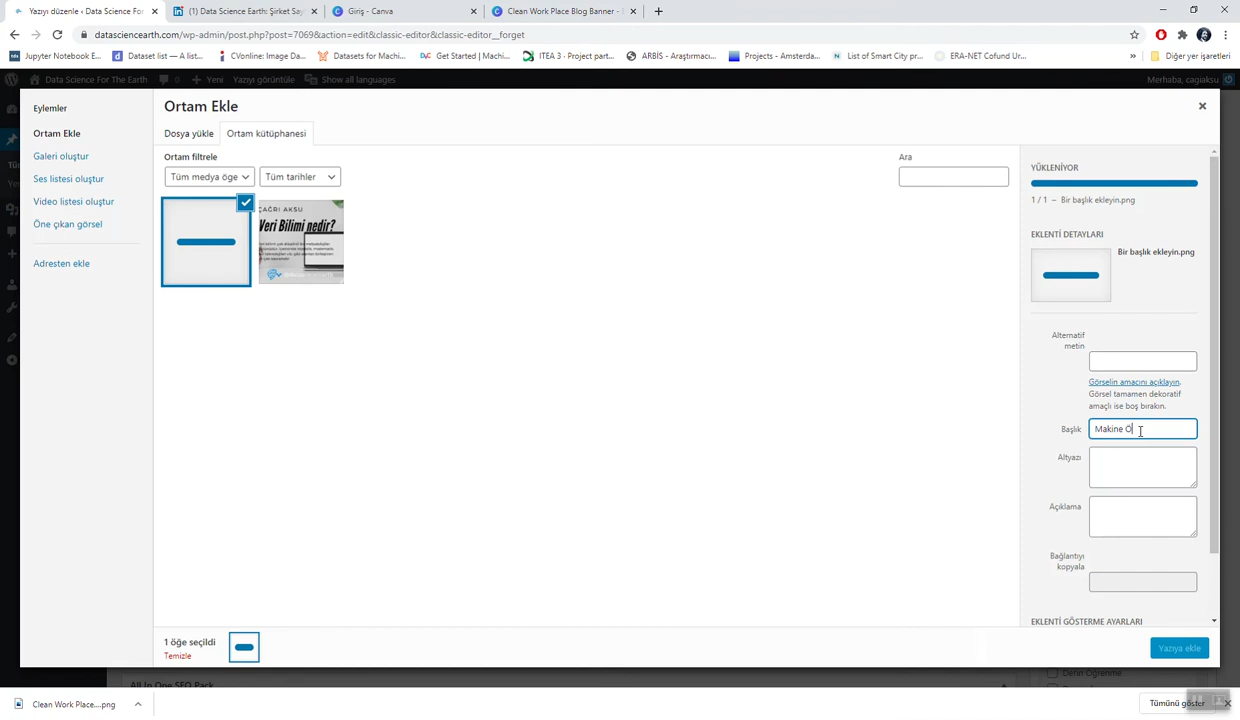 Yazıyı düzenle ‹ Data Science Fo
(1) Data Science Earth: Şirket Say
Giriş - Canva
Clean Work Place Blog Banner -
datascienceearth.com/wp-admin/post.php?post=7069&action=edit&classic-editor&classic-editor__forget
Jupyter Notebook E...
Dataset list — A list...
CVonline: Image Da...
Datasets for Machi...
Get Started | Machi...
ITEA 3 · Project part...
ARBİS - Araştırmacı...
Projects - Amsterda...
List of Smart City pr...
ERA-NET Cofund Ur...
»
Diğer yer işaretleri
Data Science For The Earth
0
Yeni
Yazıyı görüntüle
Show all languages
Merhaba, cagiaksu
Eylemler
Ortam Ekle
Galeri oluştur
Ses listesi oluştur
Video listesi oluştur
Öne çıkan görsel
Adresten ekle
Ortam Ekle
Dosya yükle
Ortam kütüphanesi
Ortam filtrele
Tüm medya öge
Tüm tarihler
Ara
ÇAĞRI AKSU
Veri Bilimi nedir?
YÜKLENİYOR
1 / 1 – Bir başlık ekleyin.png
EKLENTİ DETAYLARI
Bir başlık ekleyin.png
Alternatif
metin
Görselin amacını açıklayın.
Görsel tamamen dekoratif
amaçlı ise boş bırakın.
Başlık
Makine Ö
Altyazı
Açıklama
Bağlantıyı
kopyala
EKLENTİ GÖSTERME AYARLARI
1 öğe seçildi
Temizle
Yazıya ekle
All In One SEO Pack
Derin Öğrenme
Clean Work Place....png
Tümünü göster